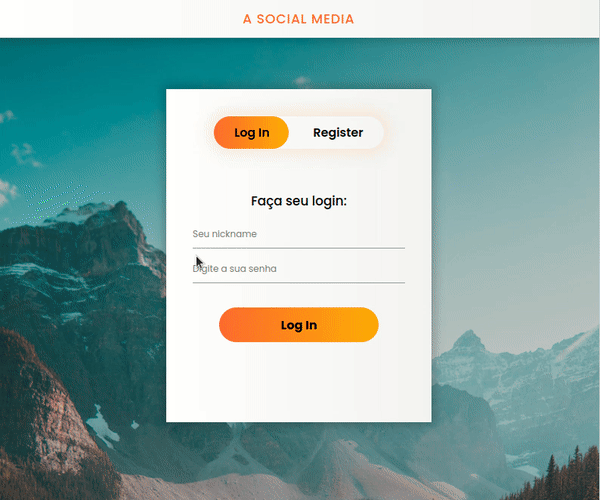 A SOCIAL MEDIA
Log In Register
Faça seu login:
Seu nickname
Digite a sua senha
Log In